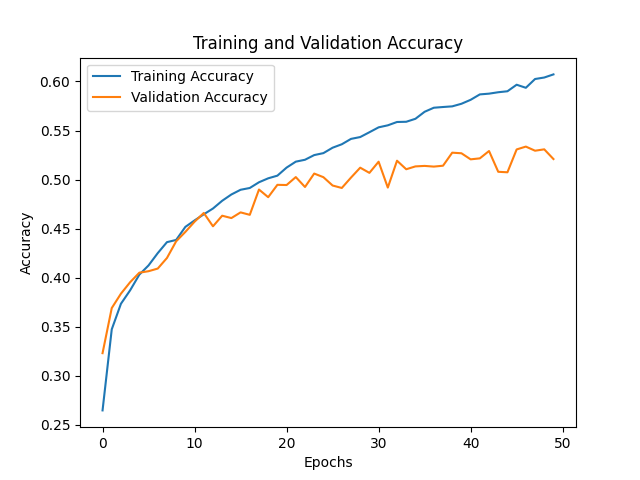 Training and Validation Accuracy
Training Accuracy
Validation Accuracy
0.60
0.55
0.50
0.45
0.40
0.35
0.30
0.25
Accuracy
0 10 20 30 40 50
Epochs